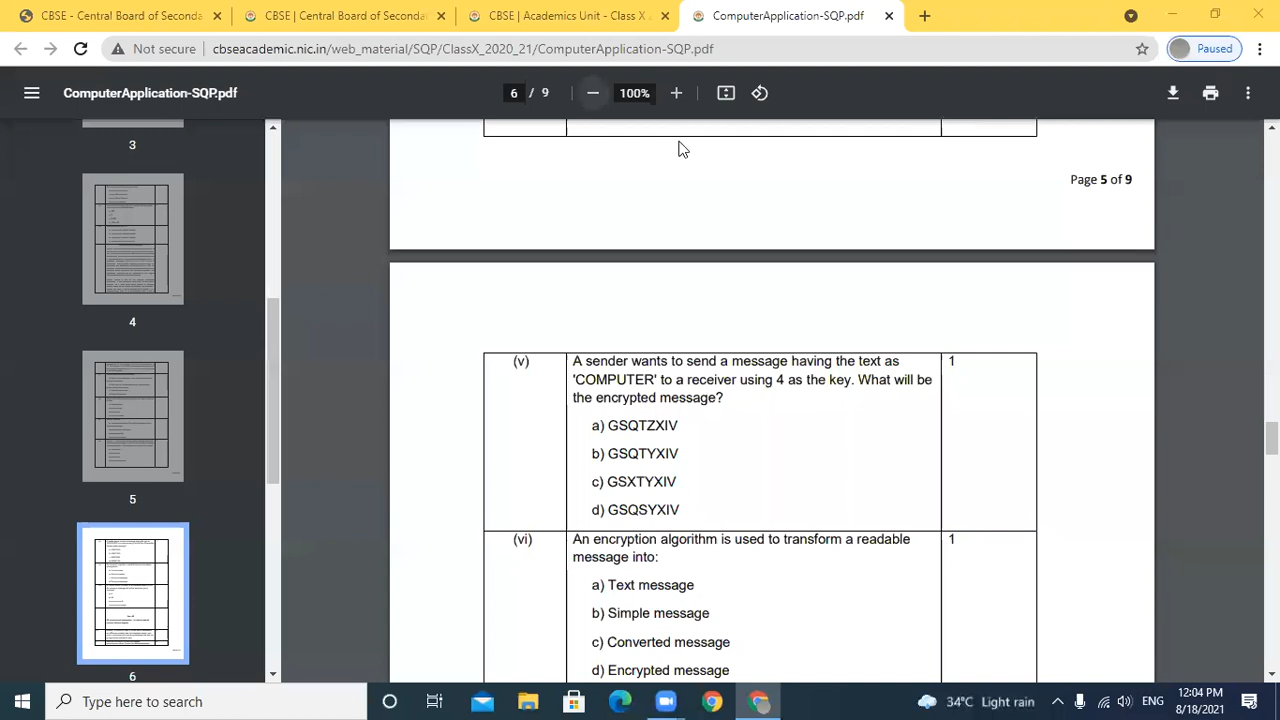 CBSE - Central Board of Seconda
CBSE | Central Board of Seconda
CBSE | Academics Unit - Class X
ComputerApplication-SQP.pdf
Not secure
cbseacademic.nic.in/web_material/SQP/ClassX_2020_21/ComputerApplication-SQP.pdf
Paused
ComputerApplication-SQP.pdf
6 / 9
100%
3
4
5
6
Page 5 of 9
(v) A sender wants to send a message having the text as 1
'COMPUTER' to a receiver using 4 as the key. What will be
the encrypted message?
a) GSQTZXIV
b) GSQTYXIV
c) GSXTYXIV
d) GSQSYXIV
(vi) An encryption algorithm is used to transform a readable 1
message into:
a) Text message
b) Simple message
c) Converted message
d) Encrypted message
Type here to search
34°C Light rain
ENG
12:04 PM
8/18/2021